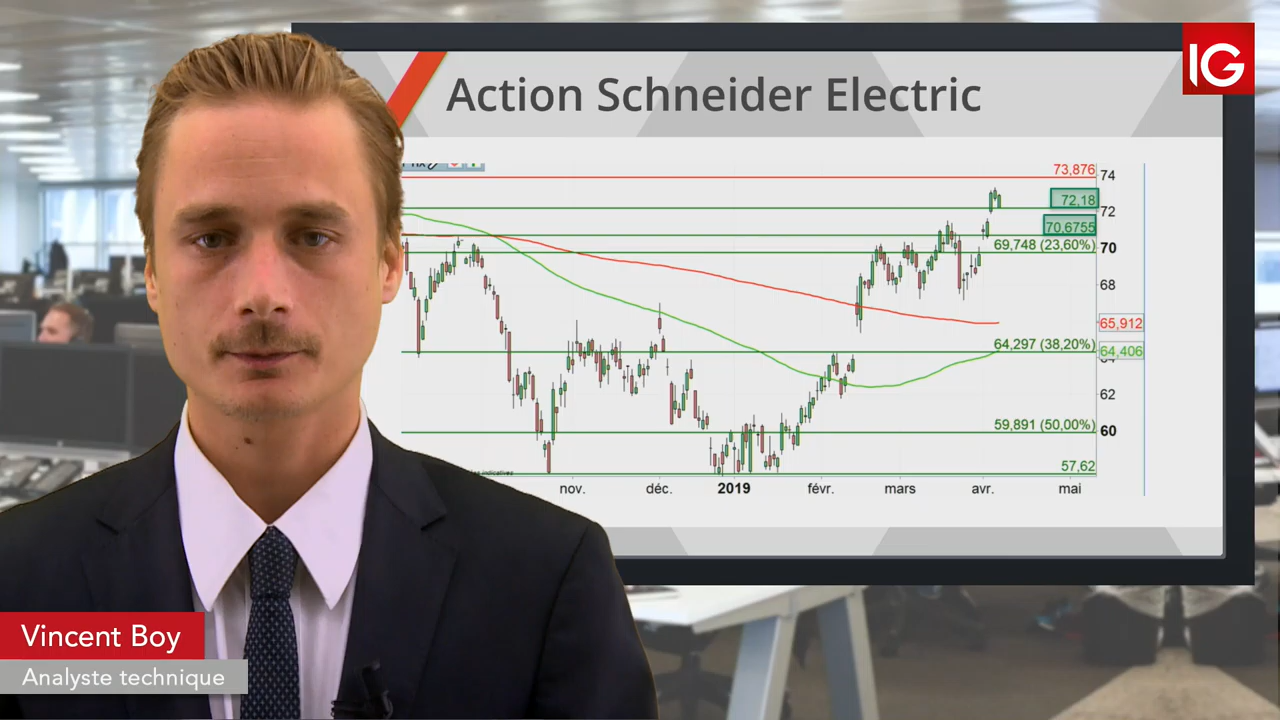 IG
Action Schneider Electric
73,876
74
72,18
72
70,6755
69,748 (23,60%)
70
68
65,912
64,297 (38,20%)
64,406
62
59,891 (50,00%)
60
57,62
nov.
déc.
2019
févr.
mars
avr.
mai
Vincent Boy
Analyste technique